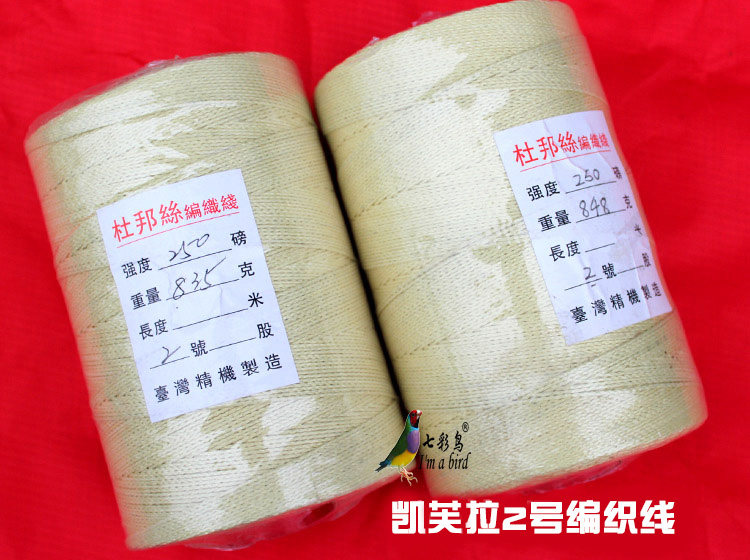 杜邦絲編織綫
强度 250 磅
重量 835 克
長度 米
2 號 股
臺灣精機製造
杜邦絲編織綫
强度 250 磅
重量 848 克
長度 米
2 號 股
臺灣精機製造
七彩鸟®
I'm a bird
凯芙拉2号编织线